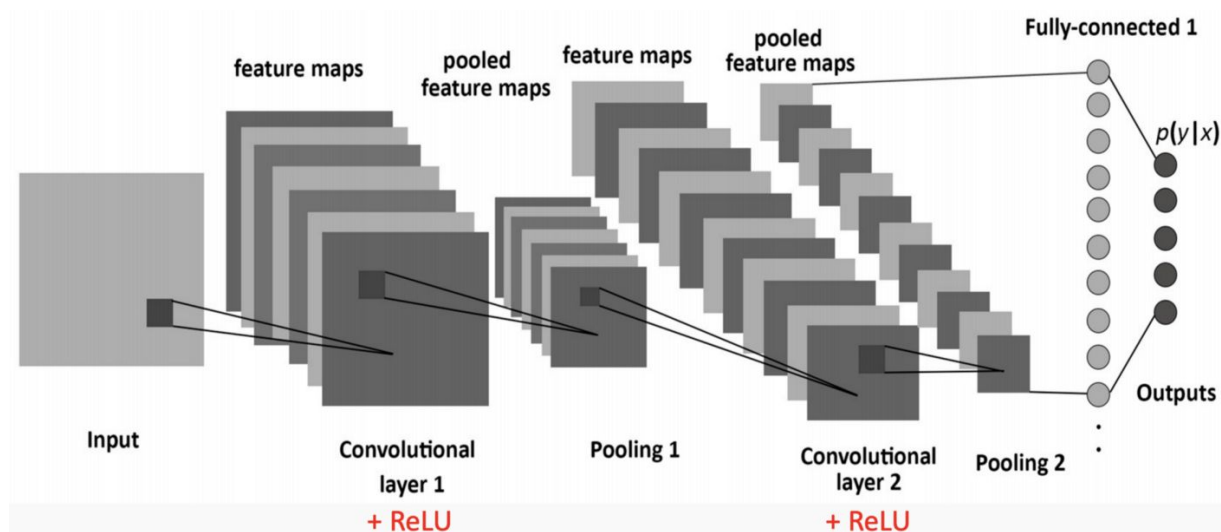 Fully-connected 1
feature maps
pooled
feature maps
feature maps
pooled
feature maps
p(y|x)
Input
Convolutional
layer 1
+ ReLU
Pooling 1
Convolutional
layer 2
+ ReLU
Pooling 2
Outputs